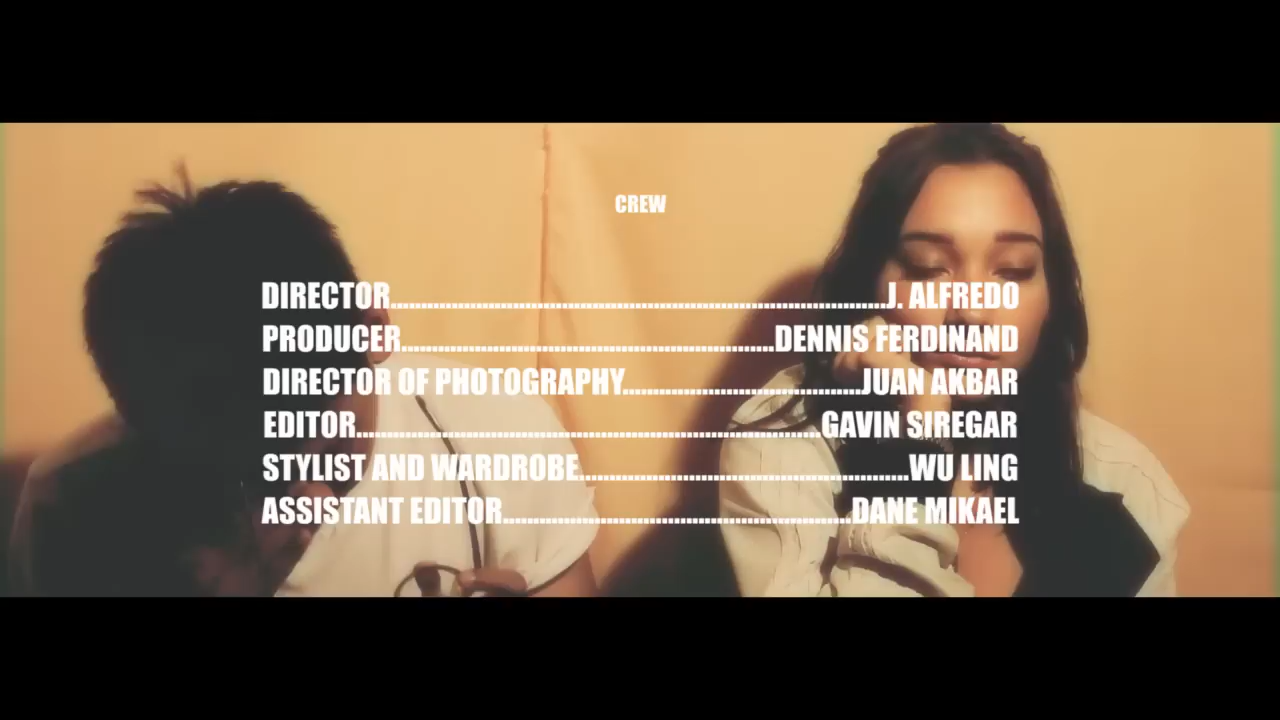 CREW
DIRECTOR................................................................................................J. ALFREDO
PRODUCER........................................................................DENNIS FERDINAND
DIRECTOR OF PHOTOGRAPHY..............................................JUAN AKBAR
EDITOR..........................................................................................GAVIN SIREGAR
STYLIST AND WARDROBE................................................................WU LING
ASSISTANT EDITOR...................................................................DANE MIKAEL